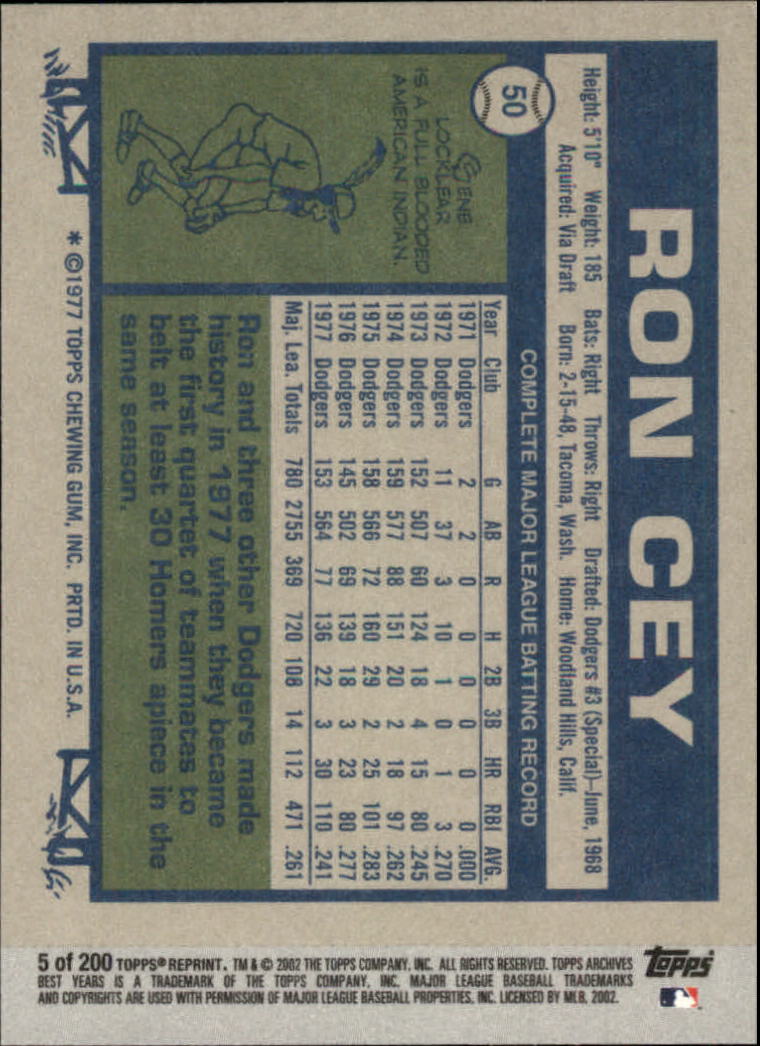 RON CEY
Height: 5'10" Weight: 185 Bats: Right Throws: Right Drafted: Dodgers #3 (Special)–June, 1968
Acquired: Via Draft Born: 2-15-48, Tacoma, Wash. Home: Woodland Hills, Calif.
50
COMPLETE MAJOR LEAGUE BATTING RECORD
Year Club G AB R H 2B 3B HR RBI AVG.
1971 Dodgers 2 2 0 0 0 0 0 0 .000
1972 Dodgers 11 37 3 10 1 0 1 3 .270
1973 Dodgers 152 507 60 124 18 4 15 80 .245
1974 Dodgers 159 577 88 151 20 2 18 97 .262
1975 Dodgers 158 566 72 160 29 2 25 101 .283
1976 Dodgers 145 502 69 139 18 3 23 80 .277
1977 Dodgers 153 564 77 136 22 3 30 110 .241
Maj. Lea. Totals 780 2755 369 720 108 14 112 471 .261
GENE
LOCKLEAR
IS A FULL BLOODED
AMERICAN INDIAN.
Ron and three other Dodgers made
history in 1977 when they became
the first quartet of teammates to
belt at least 30 Homers apiece in the
same season.
* ©1977 TOPPS CHEWING GUM, INC. PRTD. IN U.S.A.
5 of 200 TOPPS® REPRINT. TM & © 2002 THE TOPPS COMPANY, INC. ALL RIGHTS RESERVED. TOPPS ARCHIVES
BEST YEARS IS A TRADEMARK OF THE TOPPS COMPANY, INC. MAJOR LEAGUE BASEBALL TRADEMARKS
AND COPYRIGHTS ARE USED WITH PERMISSION OF MAJOR LEAGUE BASEBALL PROPERTIES, INC. LICENSED BY MLB, 2002.
Topps